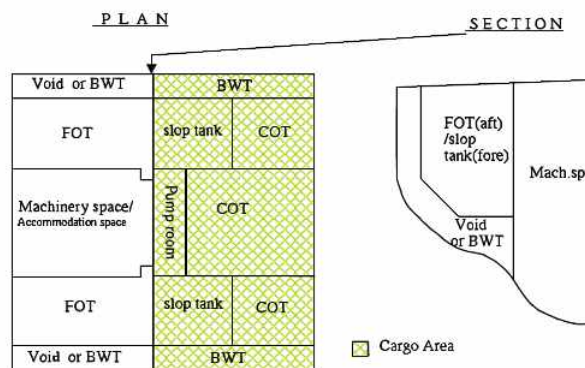 PLAN
SECTION
Void or BWT
BWT
FOT
slop tank
COT
Machinery space/
Accommodation space
Pump room
COT
FOT
slop tank
COT
Void or BWT
BWT
FOT(aft)
/slop
tank(fore)
Mach.sp
Void
or BWT
Cargo Area